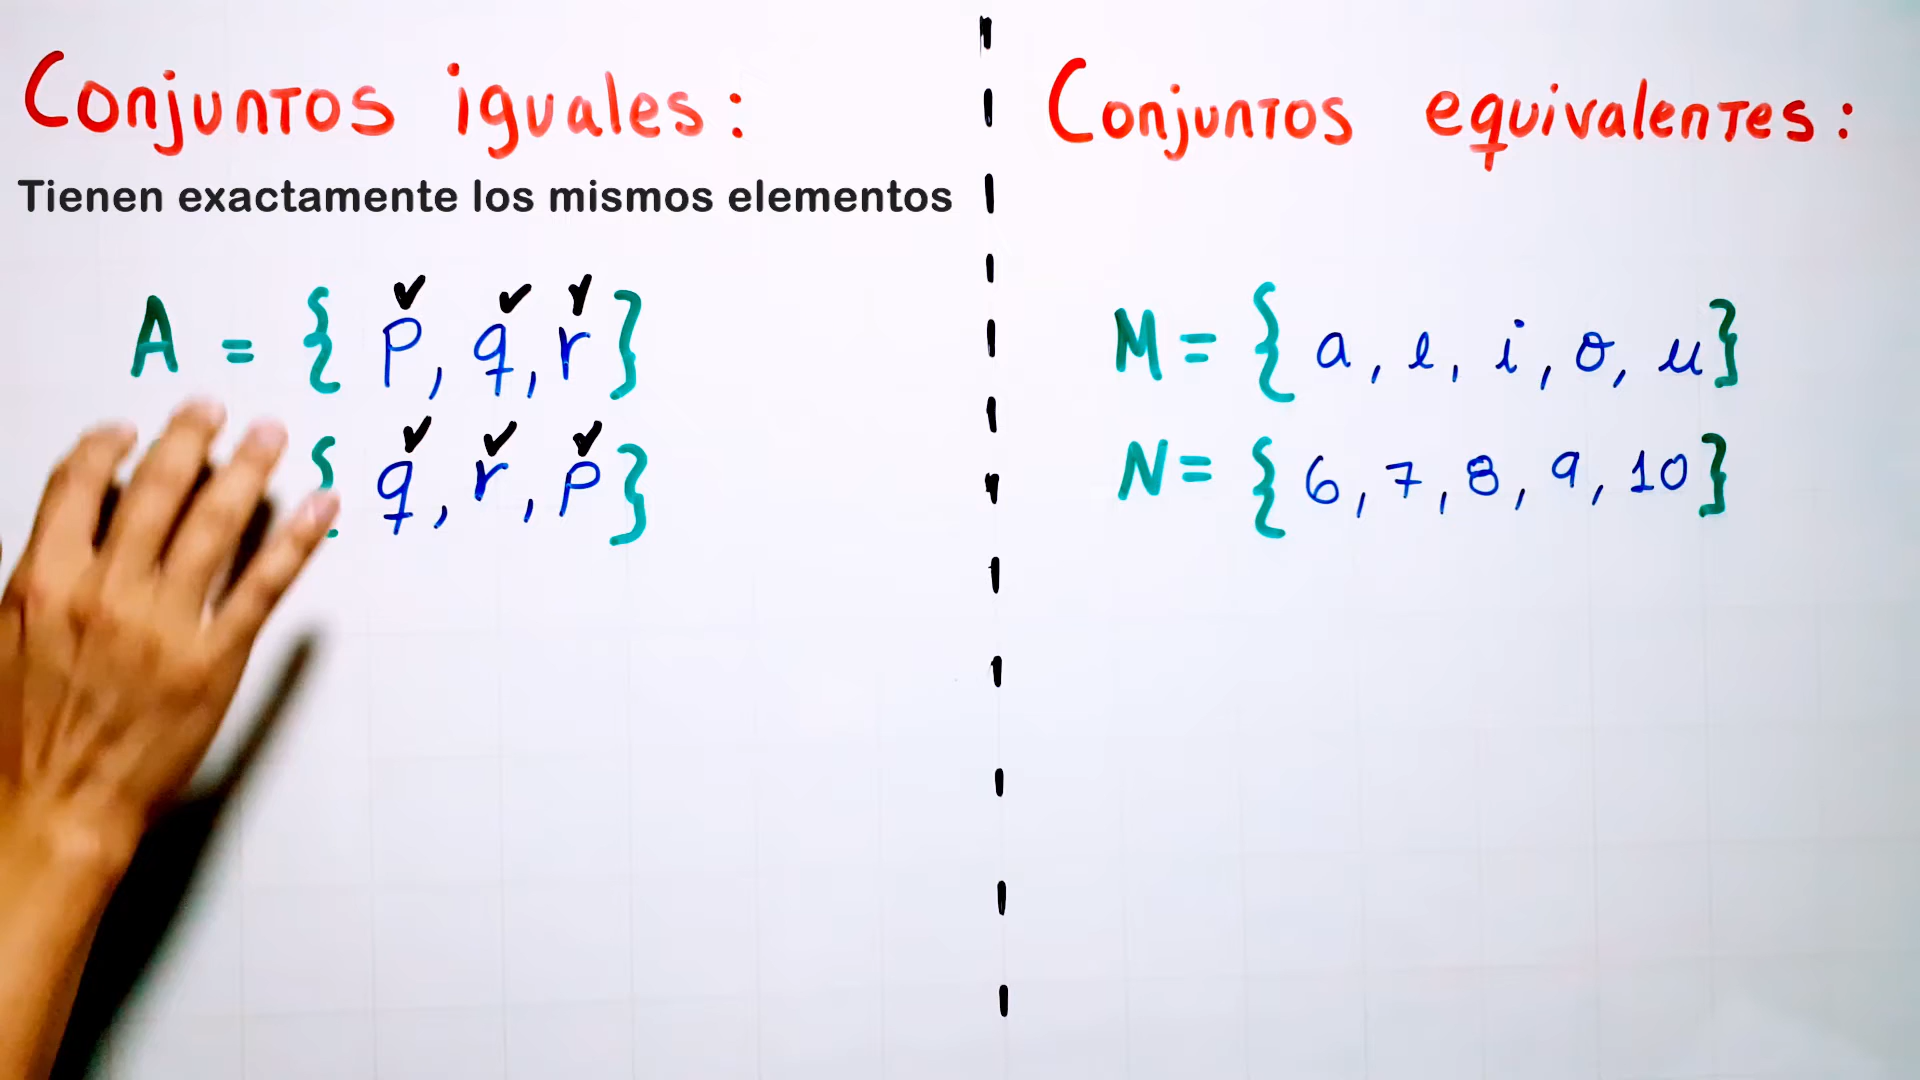 Conjuntos iguales:
Tienen exactamente los mismos elementos
A = { p, q, r }
{ q, r, p }
Conjuntos equivalentes:
M = { a, e, i, o, u }
N = { 6, 7, 8, 9, 10 }